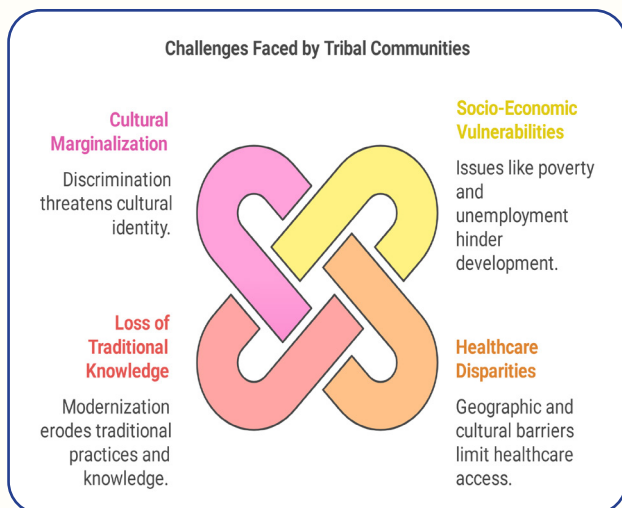 Challenges Faced by Tribal Communities
Cultural
Marginalization
Discrimination
threatens cultural
identity.
Socio-Economic
Vulnerabilities
Issues like poverty
and
unemployment
hinder
development.
Loss of
Traditional
Knowledge
Modernization
erodes traditional
practices and
knowledge.
Healthcare
Disparities
Geographic and
cultural barriers
limit healthcare
access.